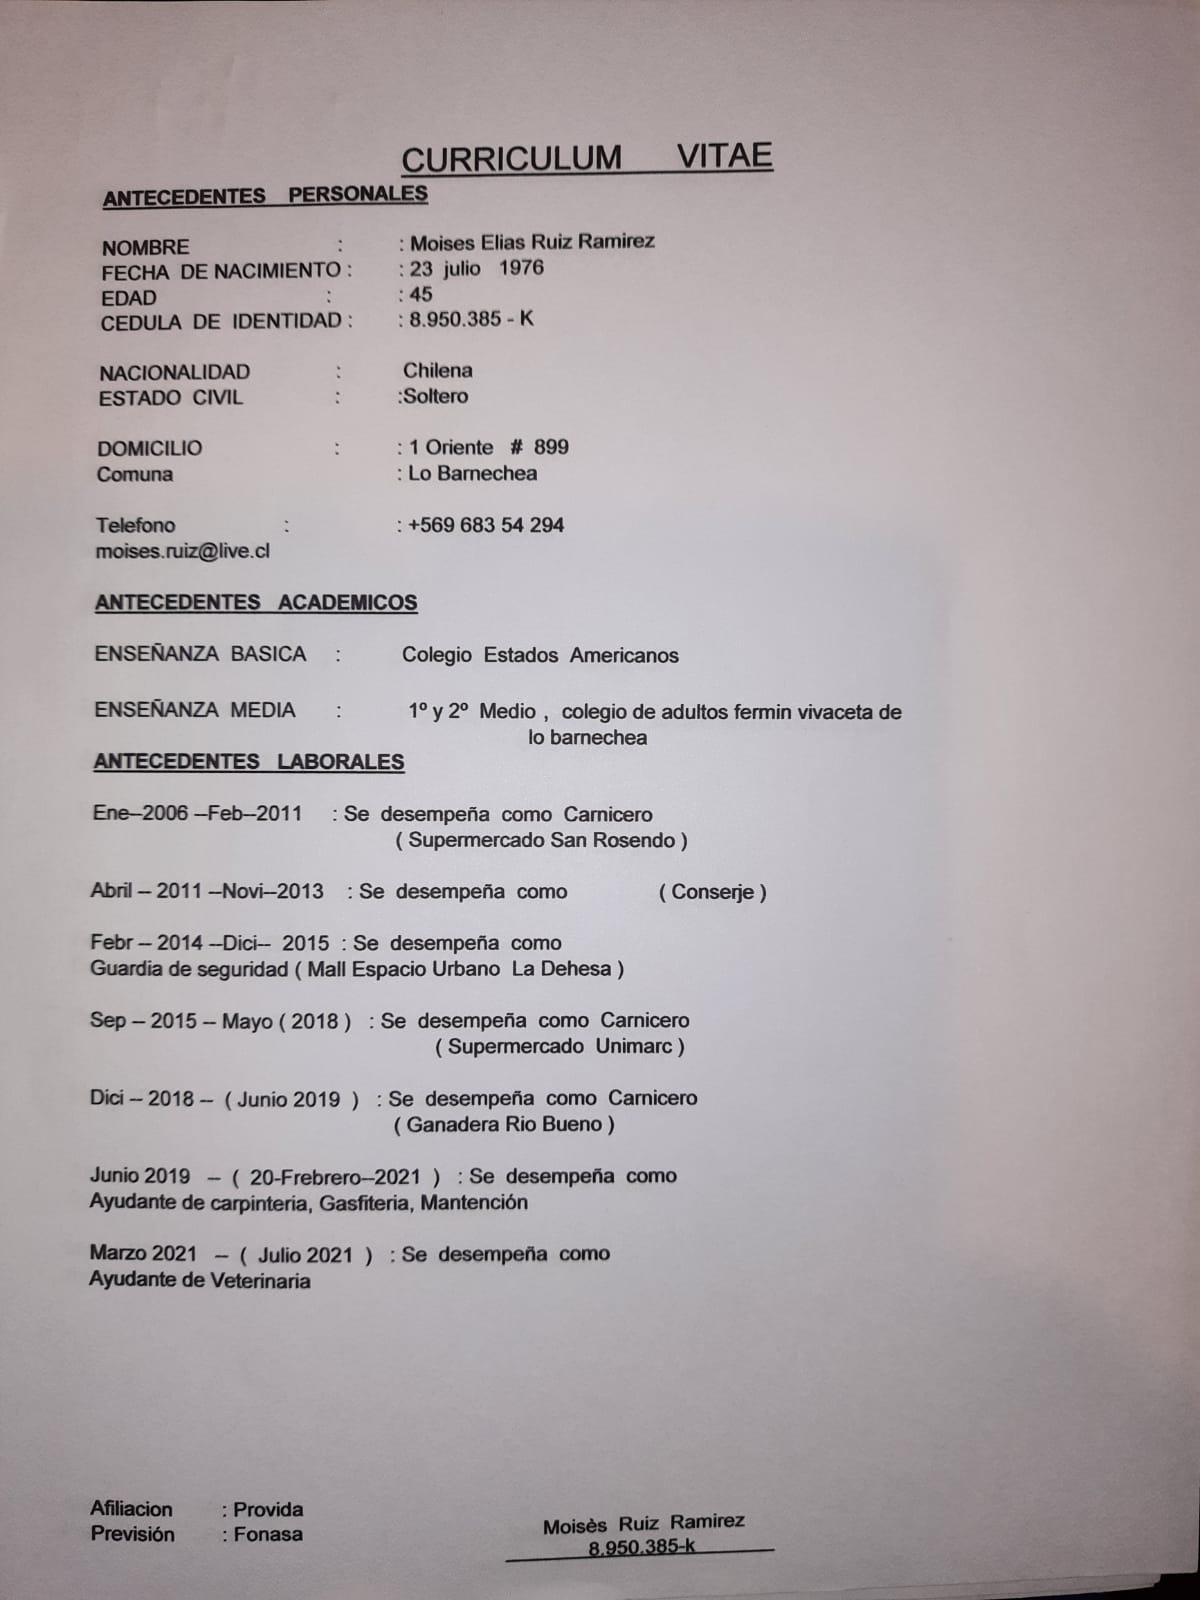 CURRICULUM VITAE
ANTECEDENTES PERSONALES
NOMBRE : : Moises Elias Ruiz Ramirez
FECHA DE NACIMIENTO : : 23 julio 1976
EDAD : : 45
CEDULA DE IDENTIDAD : : 8.950.385 - K
NACIONALIDAD : Chilena
ESTADO CIVIL : :Soltero
DOMICILIO : : 1 Oriente # 899
Comuna : Lo Barnechea
Telefono : : +569 683 54 294
moises.ruiz@live.cl
ANTECEDENTES ACADEMICOS
ENSEÑANZA BASICA : Colegio Estados Americanos
ENSEÑANZA MEDIA : 1º y 2º Medio , colegio de adultos fermin vivaceta de
lo barnechea
ANTECEDENTES LABORALES
Ene--2006 --Feb--2011 : Se desempeña como Carnicero
( Supermercado San Rosendo )
Abril -- 2011 --Novi--2013 : Se desempeña como ( Conserje )
Febr -- 2014 --Dici-- 2015 : Se desempeña como
Guardia de seguridad ( Mall Espacio Urbano La Dehesa )
Sep -- 2015 -- Mayo ( 2018 ) : Se desempeña como Carnicero
( Supermercado Unimarc )
Dici -- 2018 -- ( Junio 2019 ) : Se desempeña como Carnicero
( Ganadera Rio Bueno )
Junio 2019 -- ( 20-Frebrero--2021 ) : Se desempeña como
Ayudante de carpinteria, Gasfiteria, Mantención
Marzo 2021 -- ( Julio 2021 ) : Se desempeña como
Ayudante de Veterinaria
Afiliacion : Provida
Previsión : Fonasa
Moisès Ruiz Ramirez
8.950.385-k